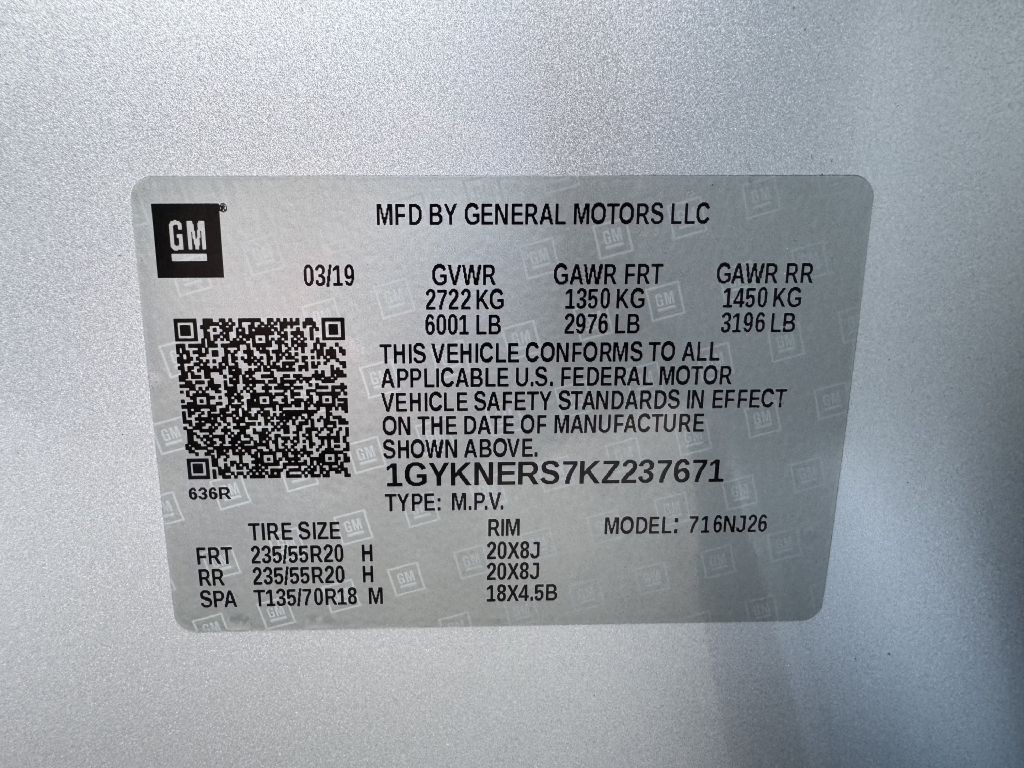 GM
MFD BY GENERAL MOTORS LLC
03/19 GVWR GAWR FRT GAWR RR
2722 KG 1350 KG 1450 KG
6001 LB 2976 LB 3196 LB
THIS VEHICLE CONFORMS TO ALL
APPLICABLE U.S. FEDERAL MOTOR
VEHICLE SAFETY STANDARDS IN EFFECT
ON THE DATE OF MANUFACTURE
SHOWN ABOVE.
1GYKNERS7KZ237671
636R
TYPE: M.P.V.
TIRE SIZE RIM MODEL: 716NJ26
FRT 235/55R20 H 20X8J
RR 235/55R20 H 20X8J
SPA T135/70R18 M 18X4.5B